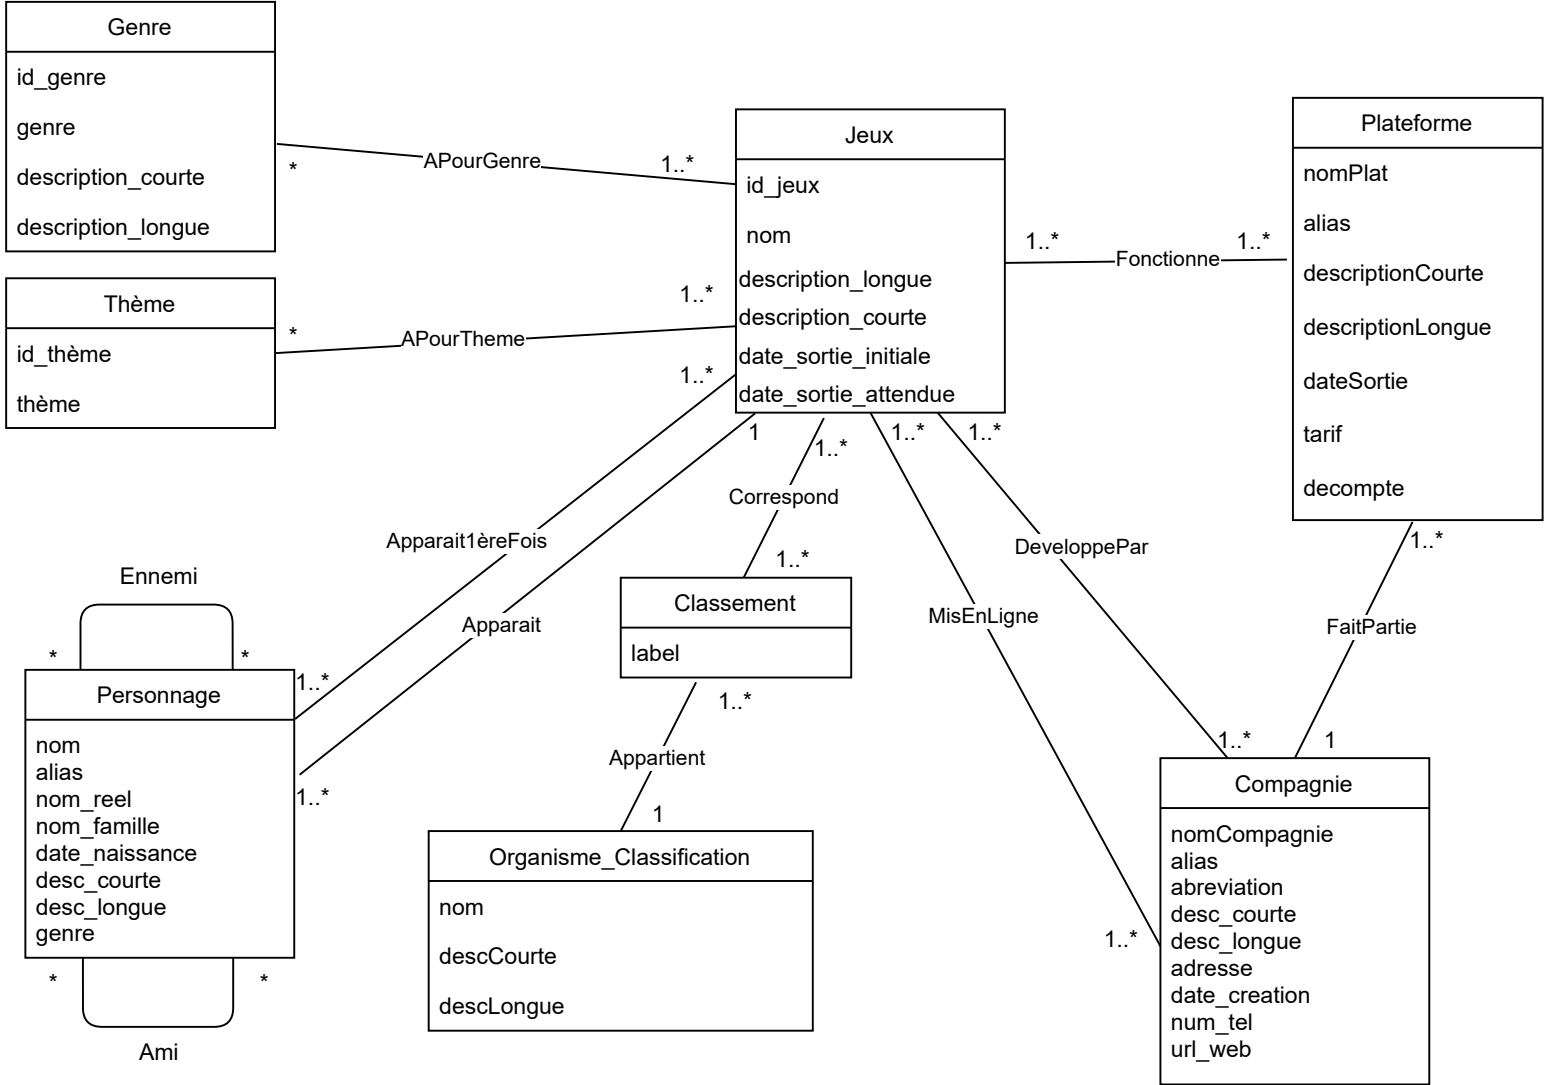 Genre
id_genre
genre
description_courte
description_longue
*
APourGenre
1..*
Thème
id_thème
thème
*
APourTheme
1..*
Jeux
id_jeux
nom
description_longue
description_courte
date_sortie_initiale
date_sortie_attendue
1..*
Fonctionne
1..*
Plateforme
nomPlat
alias
descriptionCourte
descriptionLongue
dateSortie
tarif
decompte
1..*
1
1..*
1..*
1..*
1..*
Correspond
Apparait1èreFois
Apparait
DeveloppePar
MisEnLigne
FaitPartie
1..*
Classement
label
1..*
Appartient
1
Organisme_Classification
nom
descCourte
descLongue
Ennemi
*
*
1..*
Personnage
nom
alias
nom_reel
nom_famille
date_naissance
desc_courte
desc_longue
genre
1..*
*
*
Ami
1..*
1
1..*
Compagnie
nomCompagnie
alias
abreviation
desc_courte
desc_longue
adresse
date_creation
num_tel
url_web